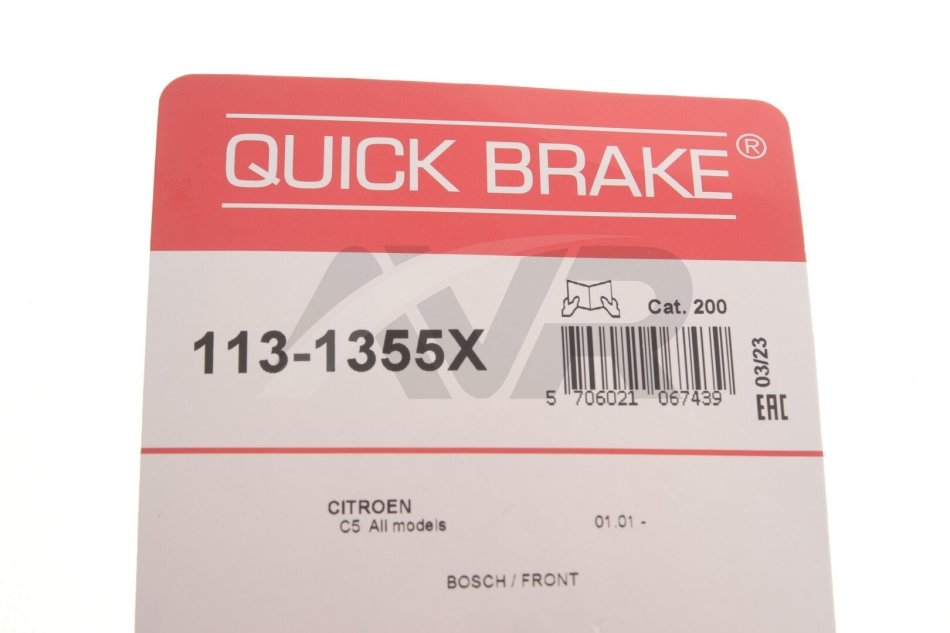 QUICK BRAKE®
AVP
Cat. 200
113-1355X
5 706021 067439
03/23
EAC
CITROEN
C5 All models 01.01 -
BOSCH / FRONT